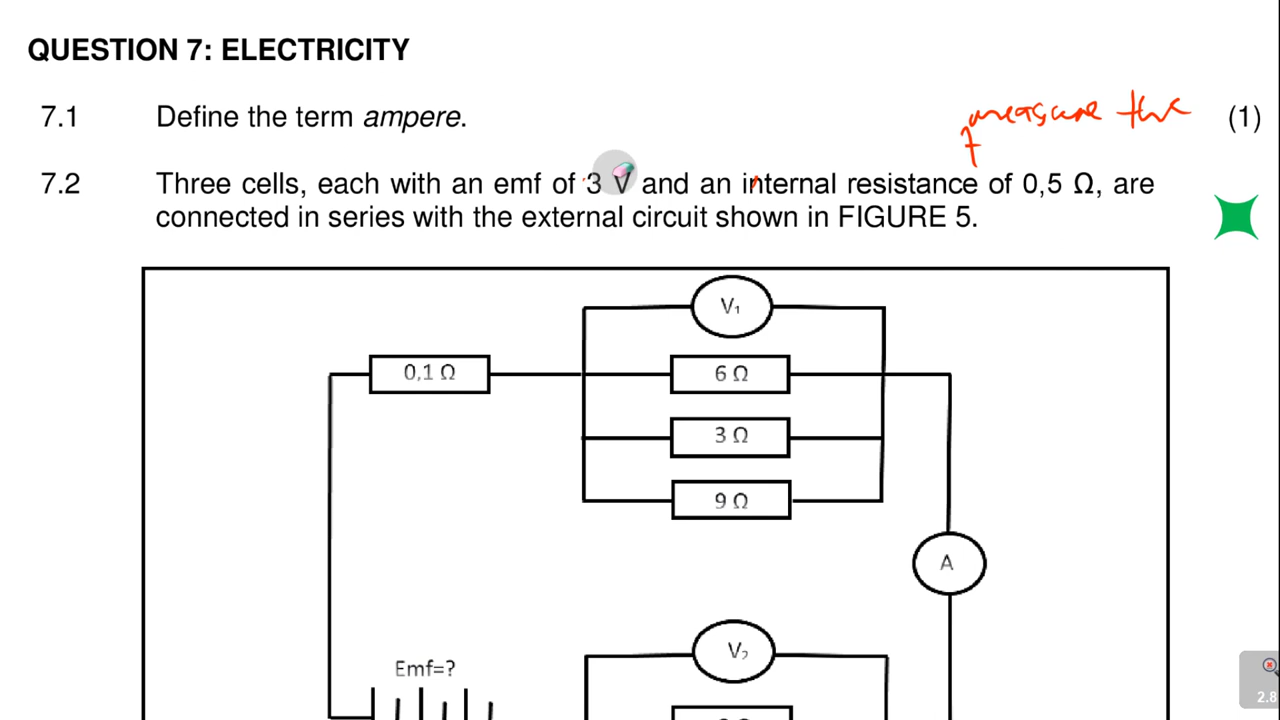 QUESTION 7: ELECTRICITY
7.1 Define the term ampere. measure the (1)
7.2 Three cells, each with an emf of 3 V and an internal resistance of 0,5 Ω, are
connected in series with the external circuit shown in FIGURE 5.
V₁
0,1 Ω
6 Ω
3 Ω
9 Ω
A
V₂
Emf=?
2.8